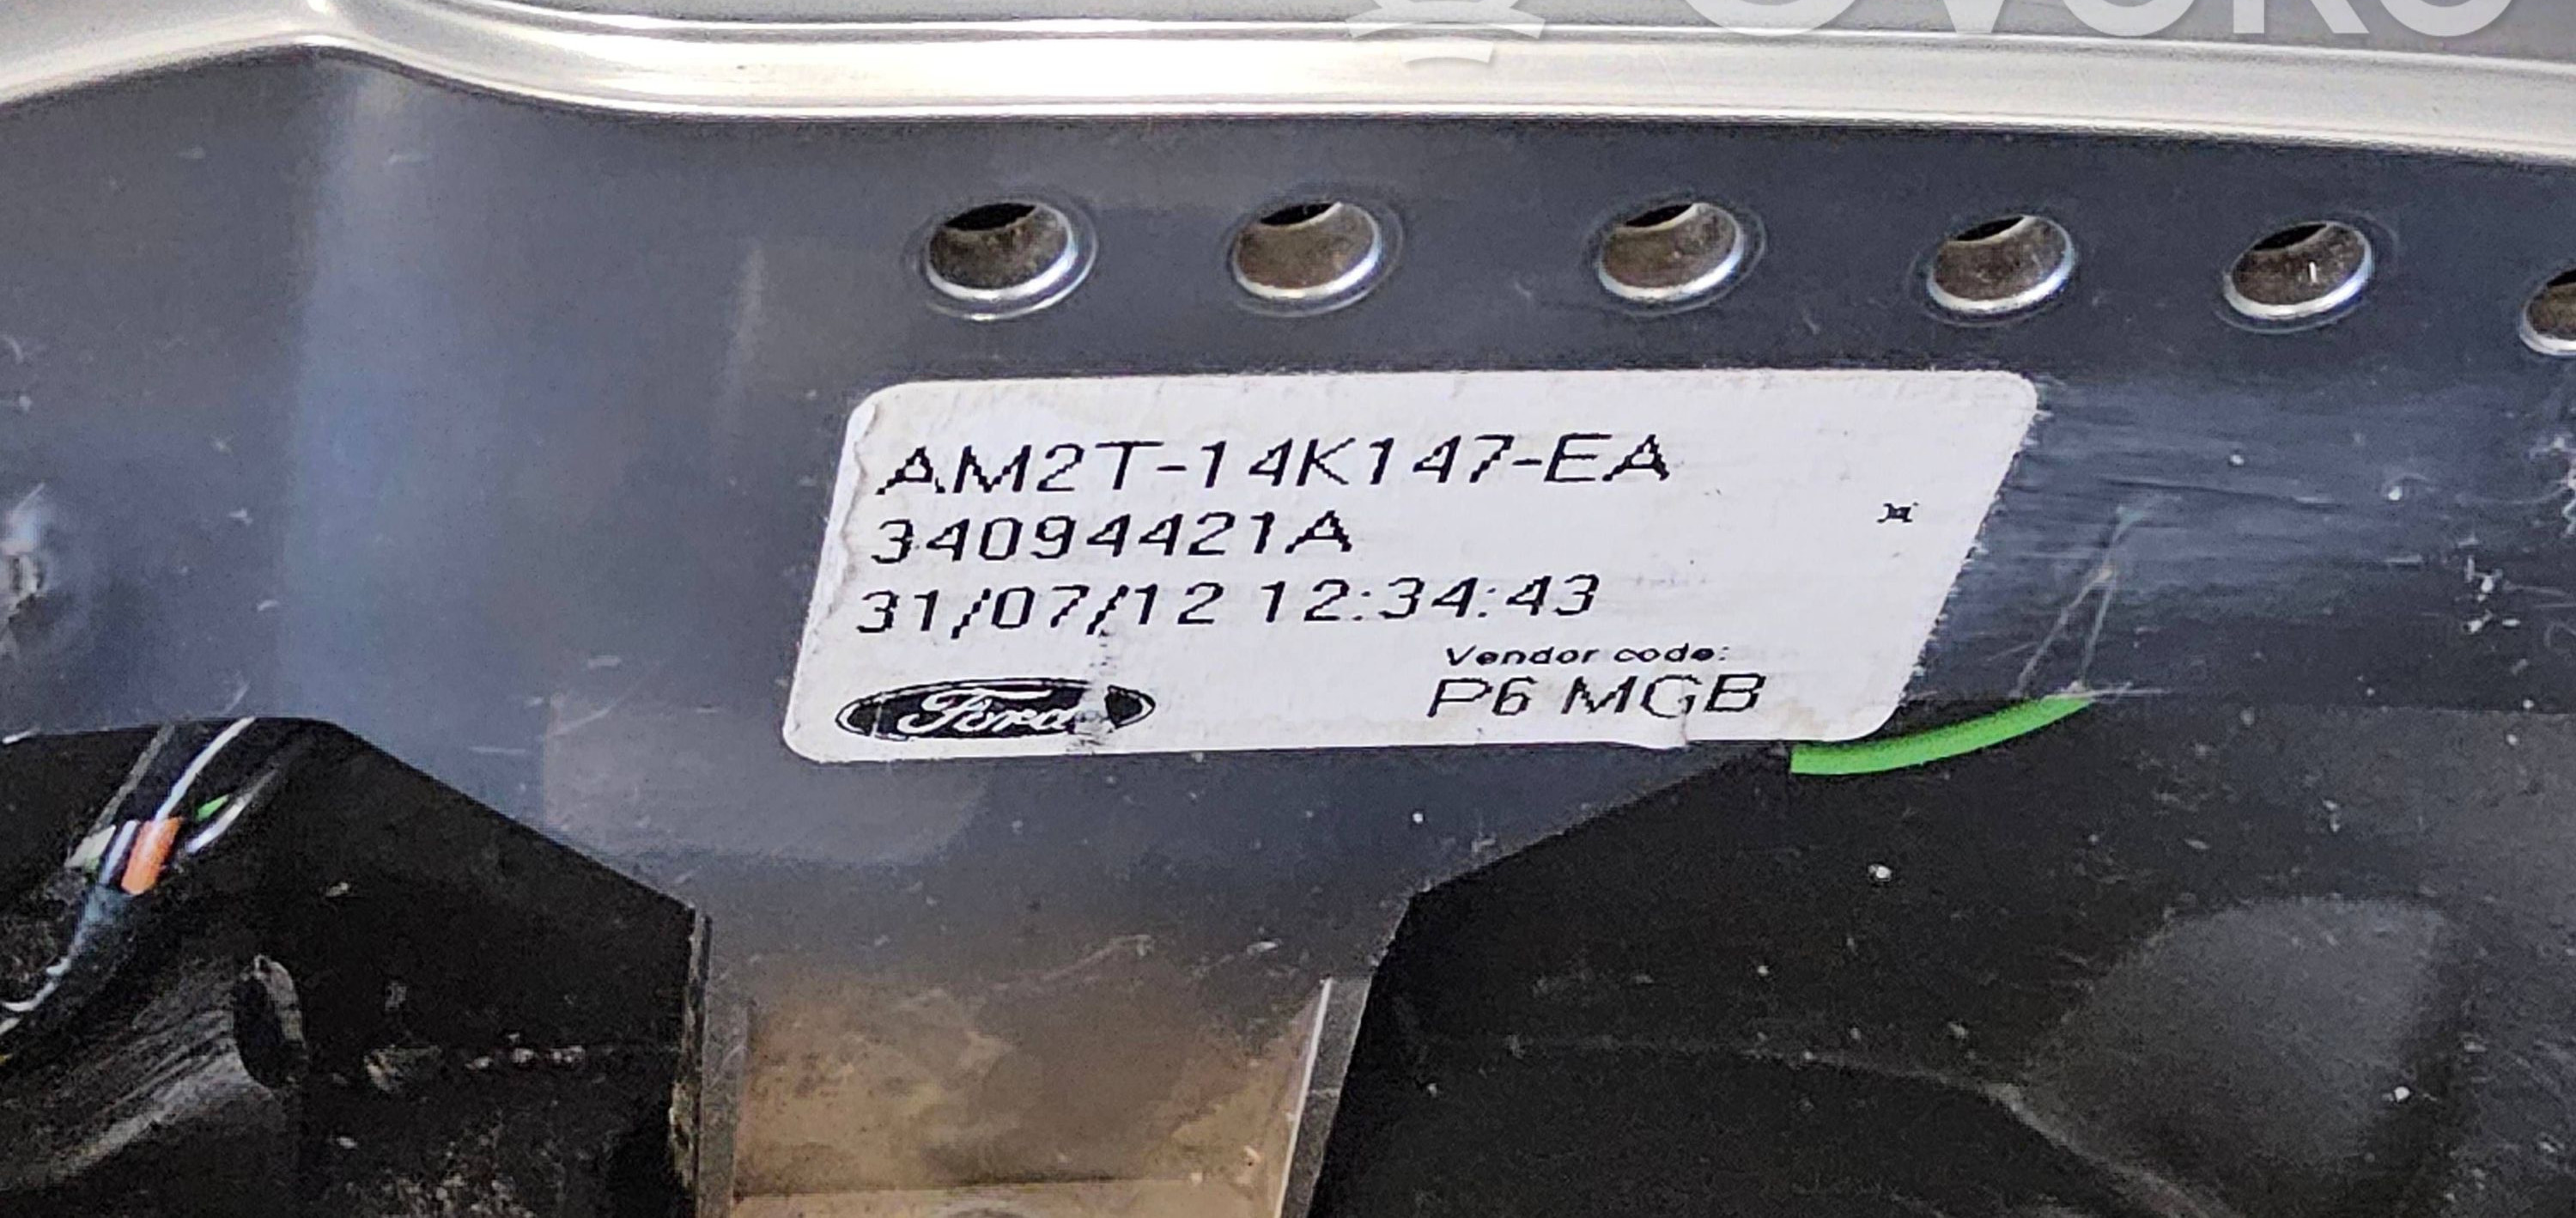 AM2T-14K147-EA
34094421A
31/07/12 12:34:43
Vendor code:
P6 MGB
Ford